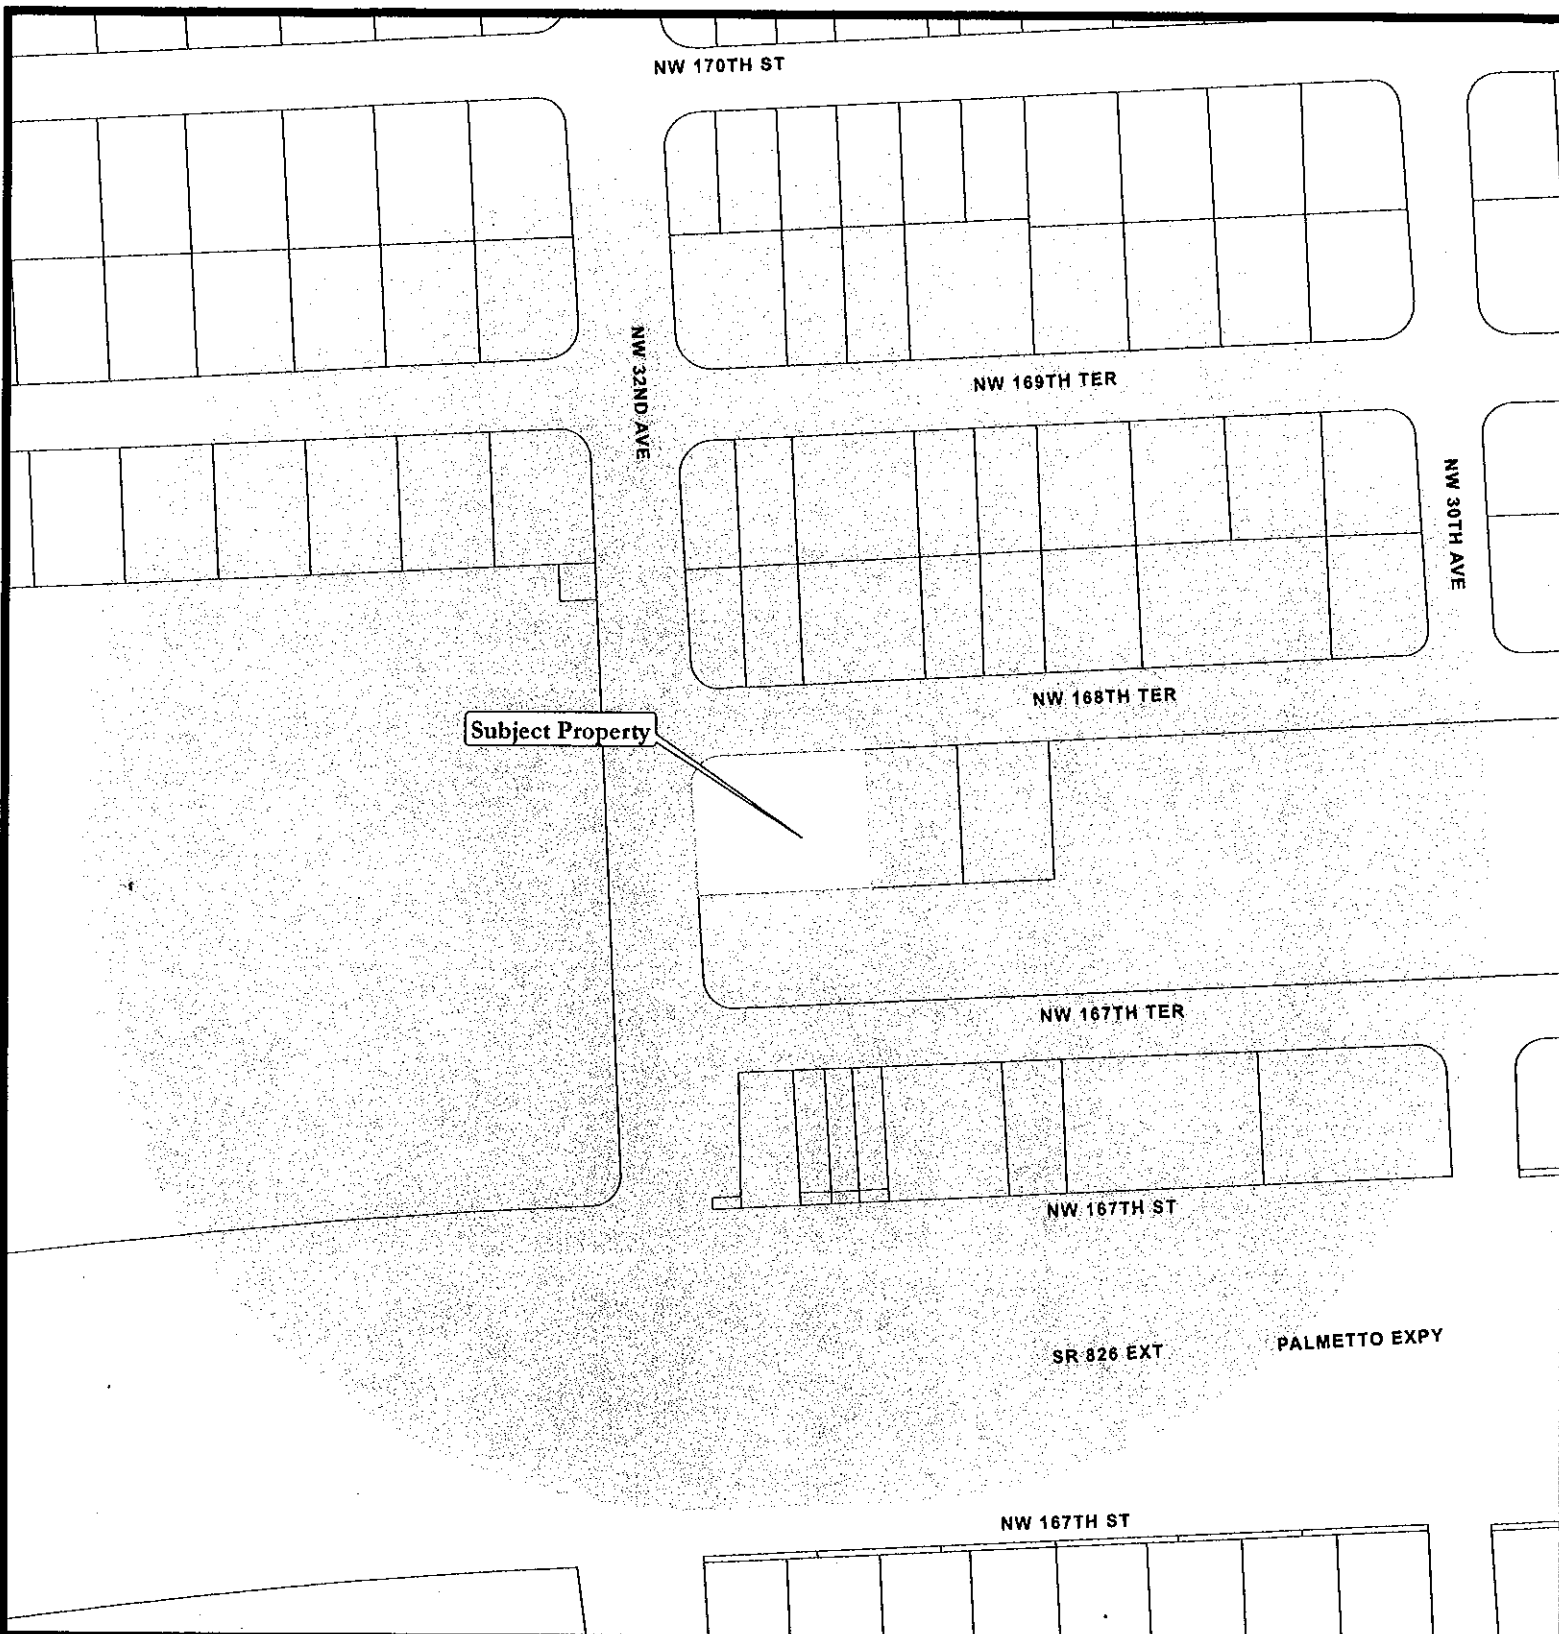 NW 170TH ST
NW 32ND AVE
NW 169TH TER
NW 30TH AVE
NW 168TH TER
Subject Property
NW 167TH TER
NW 167TH ST
SR 826 EXT
PALMETTO EXPY
NW 167TH ST